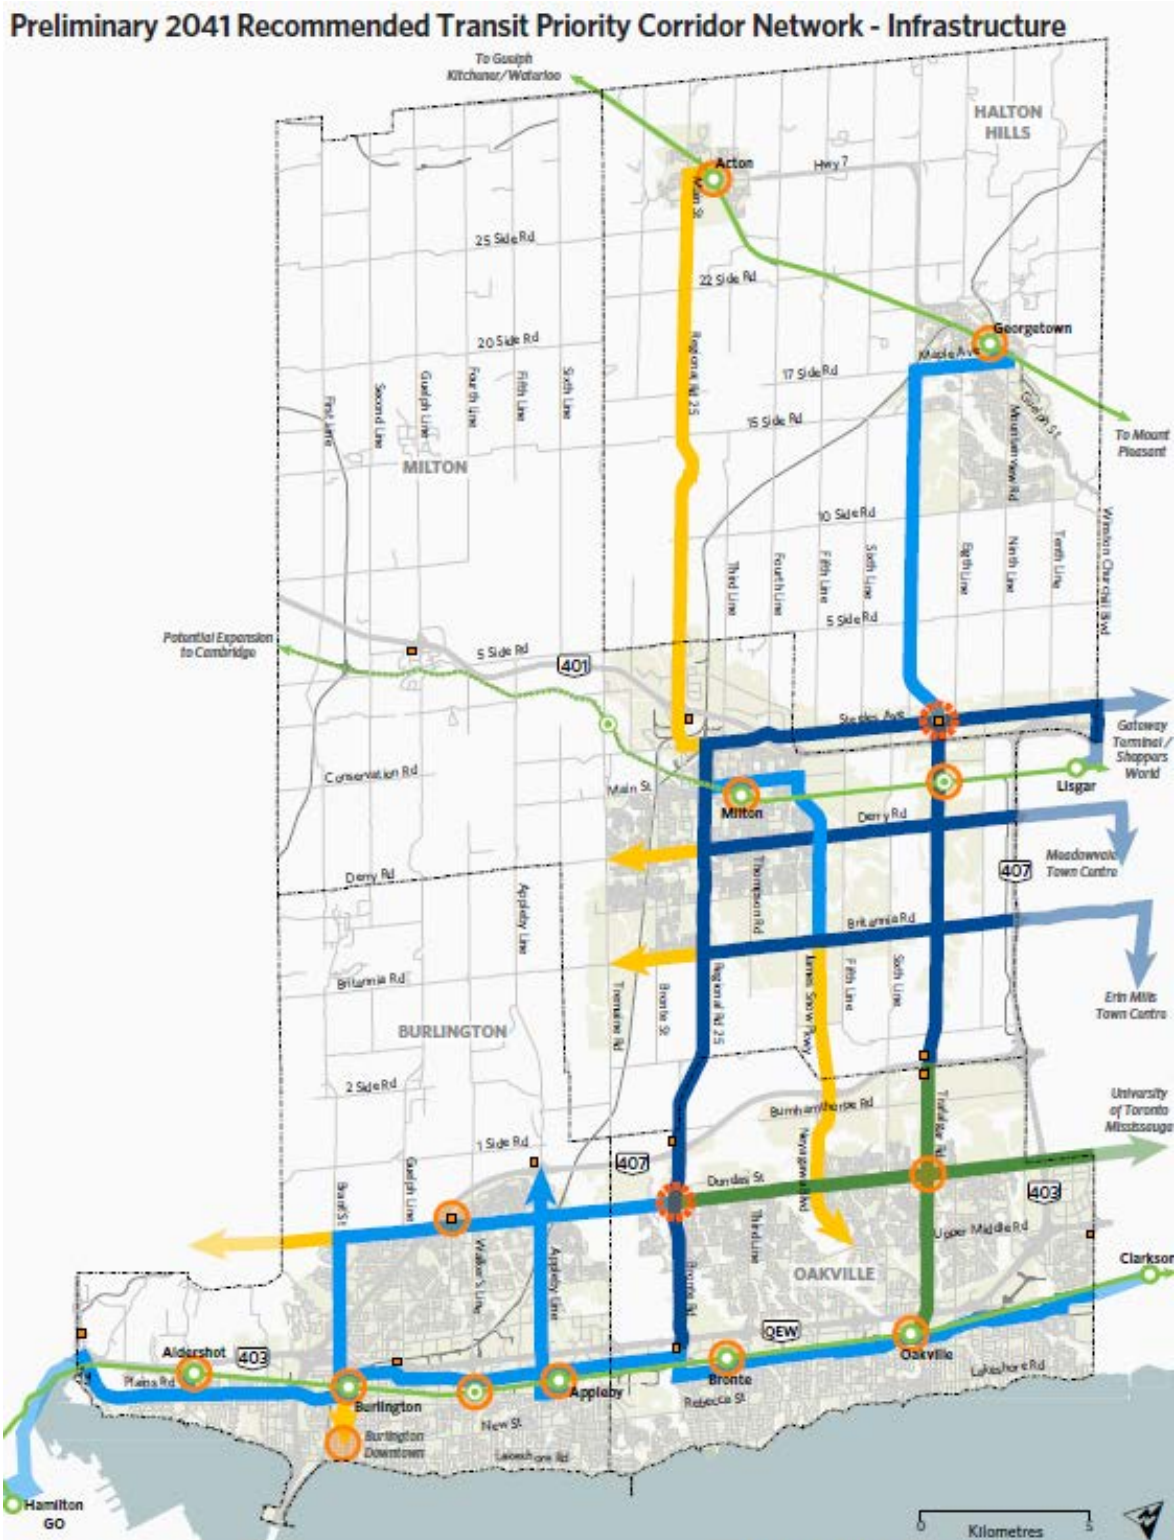 Preliminary 2041 Recommended Transit Priority Corridor Network - Infrastructure
To Guelph
Kitchener/Waterloo
HALTON
HILLS
Acton
Hwy 7
Main St
25 Side Rd
22 Side Rd
Georgetown
Maple Ave
20 Side Rd
17 Side Rd
Regional Rd 25
First Line
Second Line
Guelph Line
Fourth Line
Fifth Line
Sixth Line
15 Side Rd
Guelph St
Mountainview Rd
To Mount
Pleasant
MILTON
10 Side Rd
Winston Churchill Blvd
Third Line
Fourth Line
Fifth Line
Sixth Line
Eigth Line
Ninth Line
Tenth Line
5 Side Rd
Potential Expansion
to Cambridge
5 Side Rd
401
Steeles Ave
Gateway
Terminal /
Shoppers
World
Conservation Rd
Main St
Milton
Lisgar
Derry Rd
Meadowvale
Town Centre
407
Derry Rd
Thompson Rd
Appleby Line
Britannia Rd
James Snow Pkwy
Fifth Line
Sixth Line
Britannia Rd
Tremaine Rd
Bronte St
Regional Rd 25
Erin Mills
Town Centre
BURLINGTON
2 Side Rd
Burnhamthorpe Rd
Trafalgar Rd
University
of Toronto
Mississauga
1 Side Rd
407
Neyagawa Blvd
Dundas St
403
Brant St
Guelph Line
Walker's Line
Appleby Line
Third Line
Upper Middle Rd
Bronte Rd
OAKVILLE
Clarkson
QEW
Aldershot
403
Oakville
Plains Rd
Burlington
Appleby
Bronte
Rebecca St
Lakeshore Rd
New St
Burlington
Downtown
Lakeshore Rd
Hamilton
GO
0
5
Kilometres